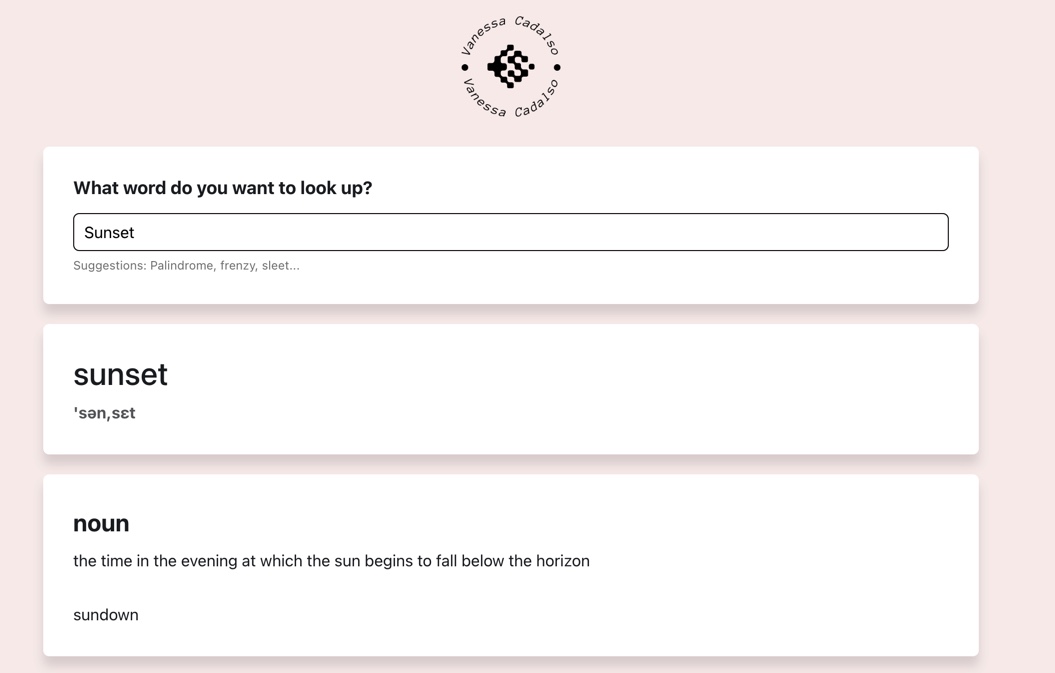 Vanessa Cadalso
Vanessa Cadalso
What word do you want to look up?
Sunset
Suggestions: Palindrome, frenzy, sleet...
sunset
'sən,sɛt
noun
the time in the evening at which the sun begins to fall below the horizon
sundown